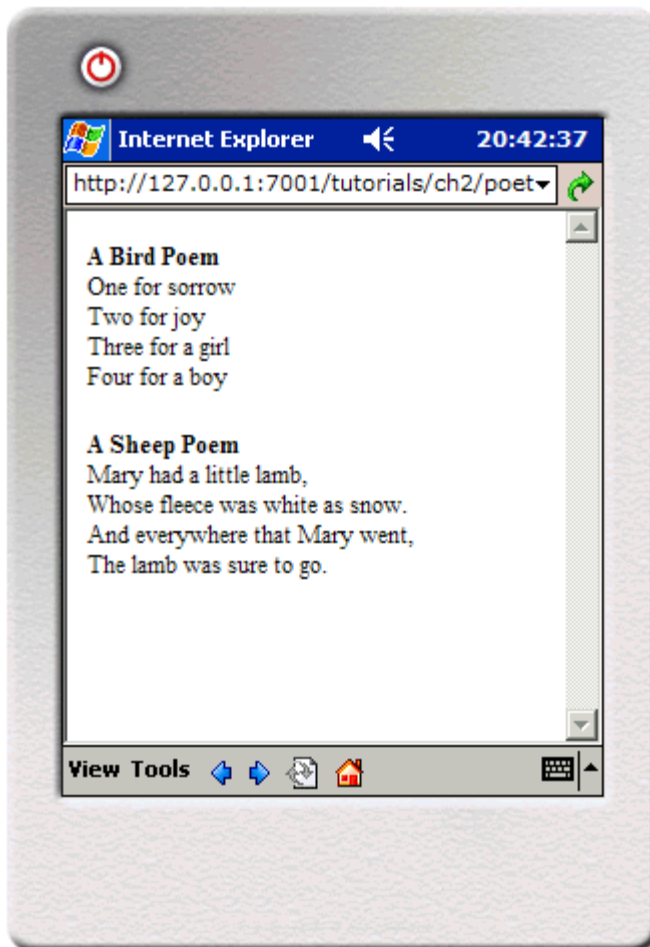 Internet Explorer 20:42:37
http://127.0.0.1:7001/tutorials/ch2/poet
A Bird Poem
One for sorrow
Two for joy
Three for a girl
Four for a boy
A Sheep Poem
Mary had a little lamb,
Whose fleece was white as snow.
And everywhere that Mary went,
The lamb was sure to go.
View Tools